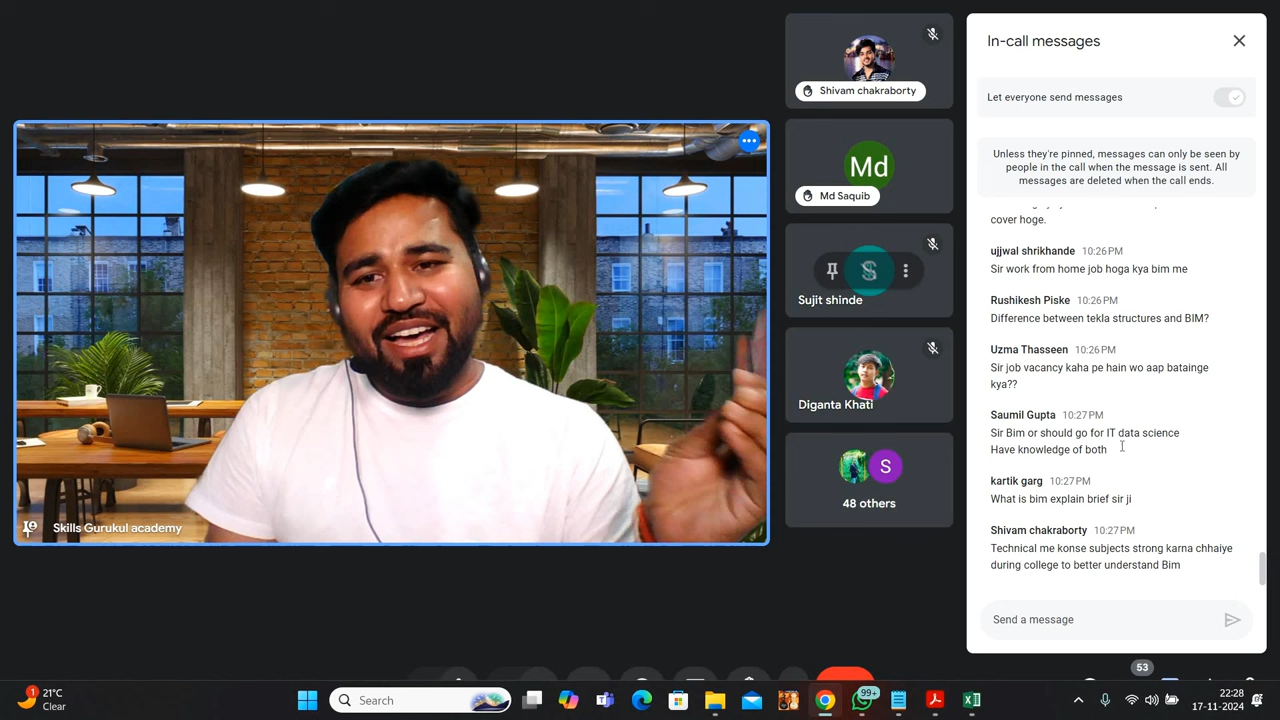 Shivam chakraborty
Md
Md Saquib
S
Sujit shinde
Diganta Khati
S
48 others
Skills Gurukul academy
In-call messages
Let everyone send messages
Unless they're pinned, messages can only be seen by
people in the call when the message is sent. All
messages are deleted when the call ends.
cover hoge.
ujjwal shrikhande 10:26 PM
Sir work from home job hoga kya bim me
Rushikesh Piske 10:26 PM
Difference between tekla structures and BIM?
Uzma Thasseen 10:26 PM
Sir job vacancy kaha pe hain wo aap batainge
kya??
Saumil Gupta 10:27 PM
Sir Bim or should go for IT data science
Have knowledge of both
kartik garg 10:27 PM
What is bim explain brief sir ji
Shivam chakraborty 10:27 PM
Technical me konse subjects strong karna chhaiye
during college to better understand Bim
Send a message
53
1
21°C
Clear
Search
99+
22:28
17-11-2024